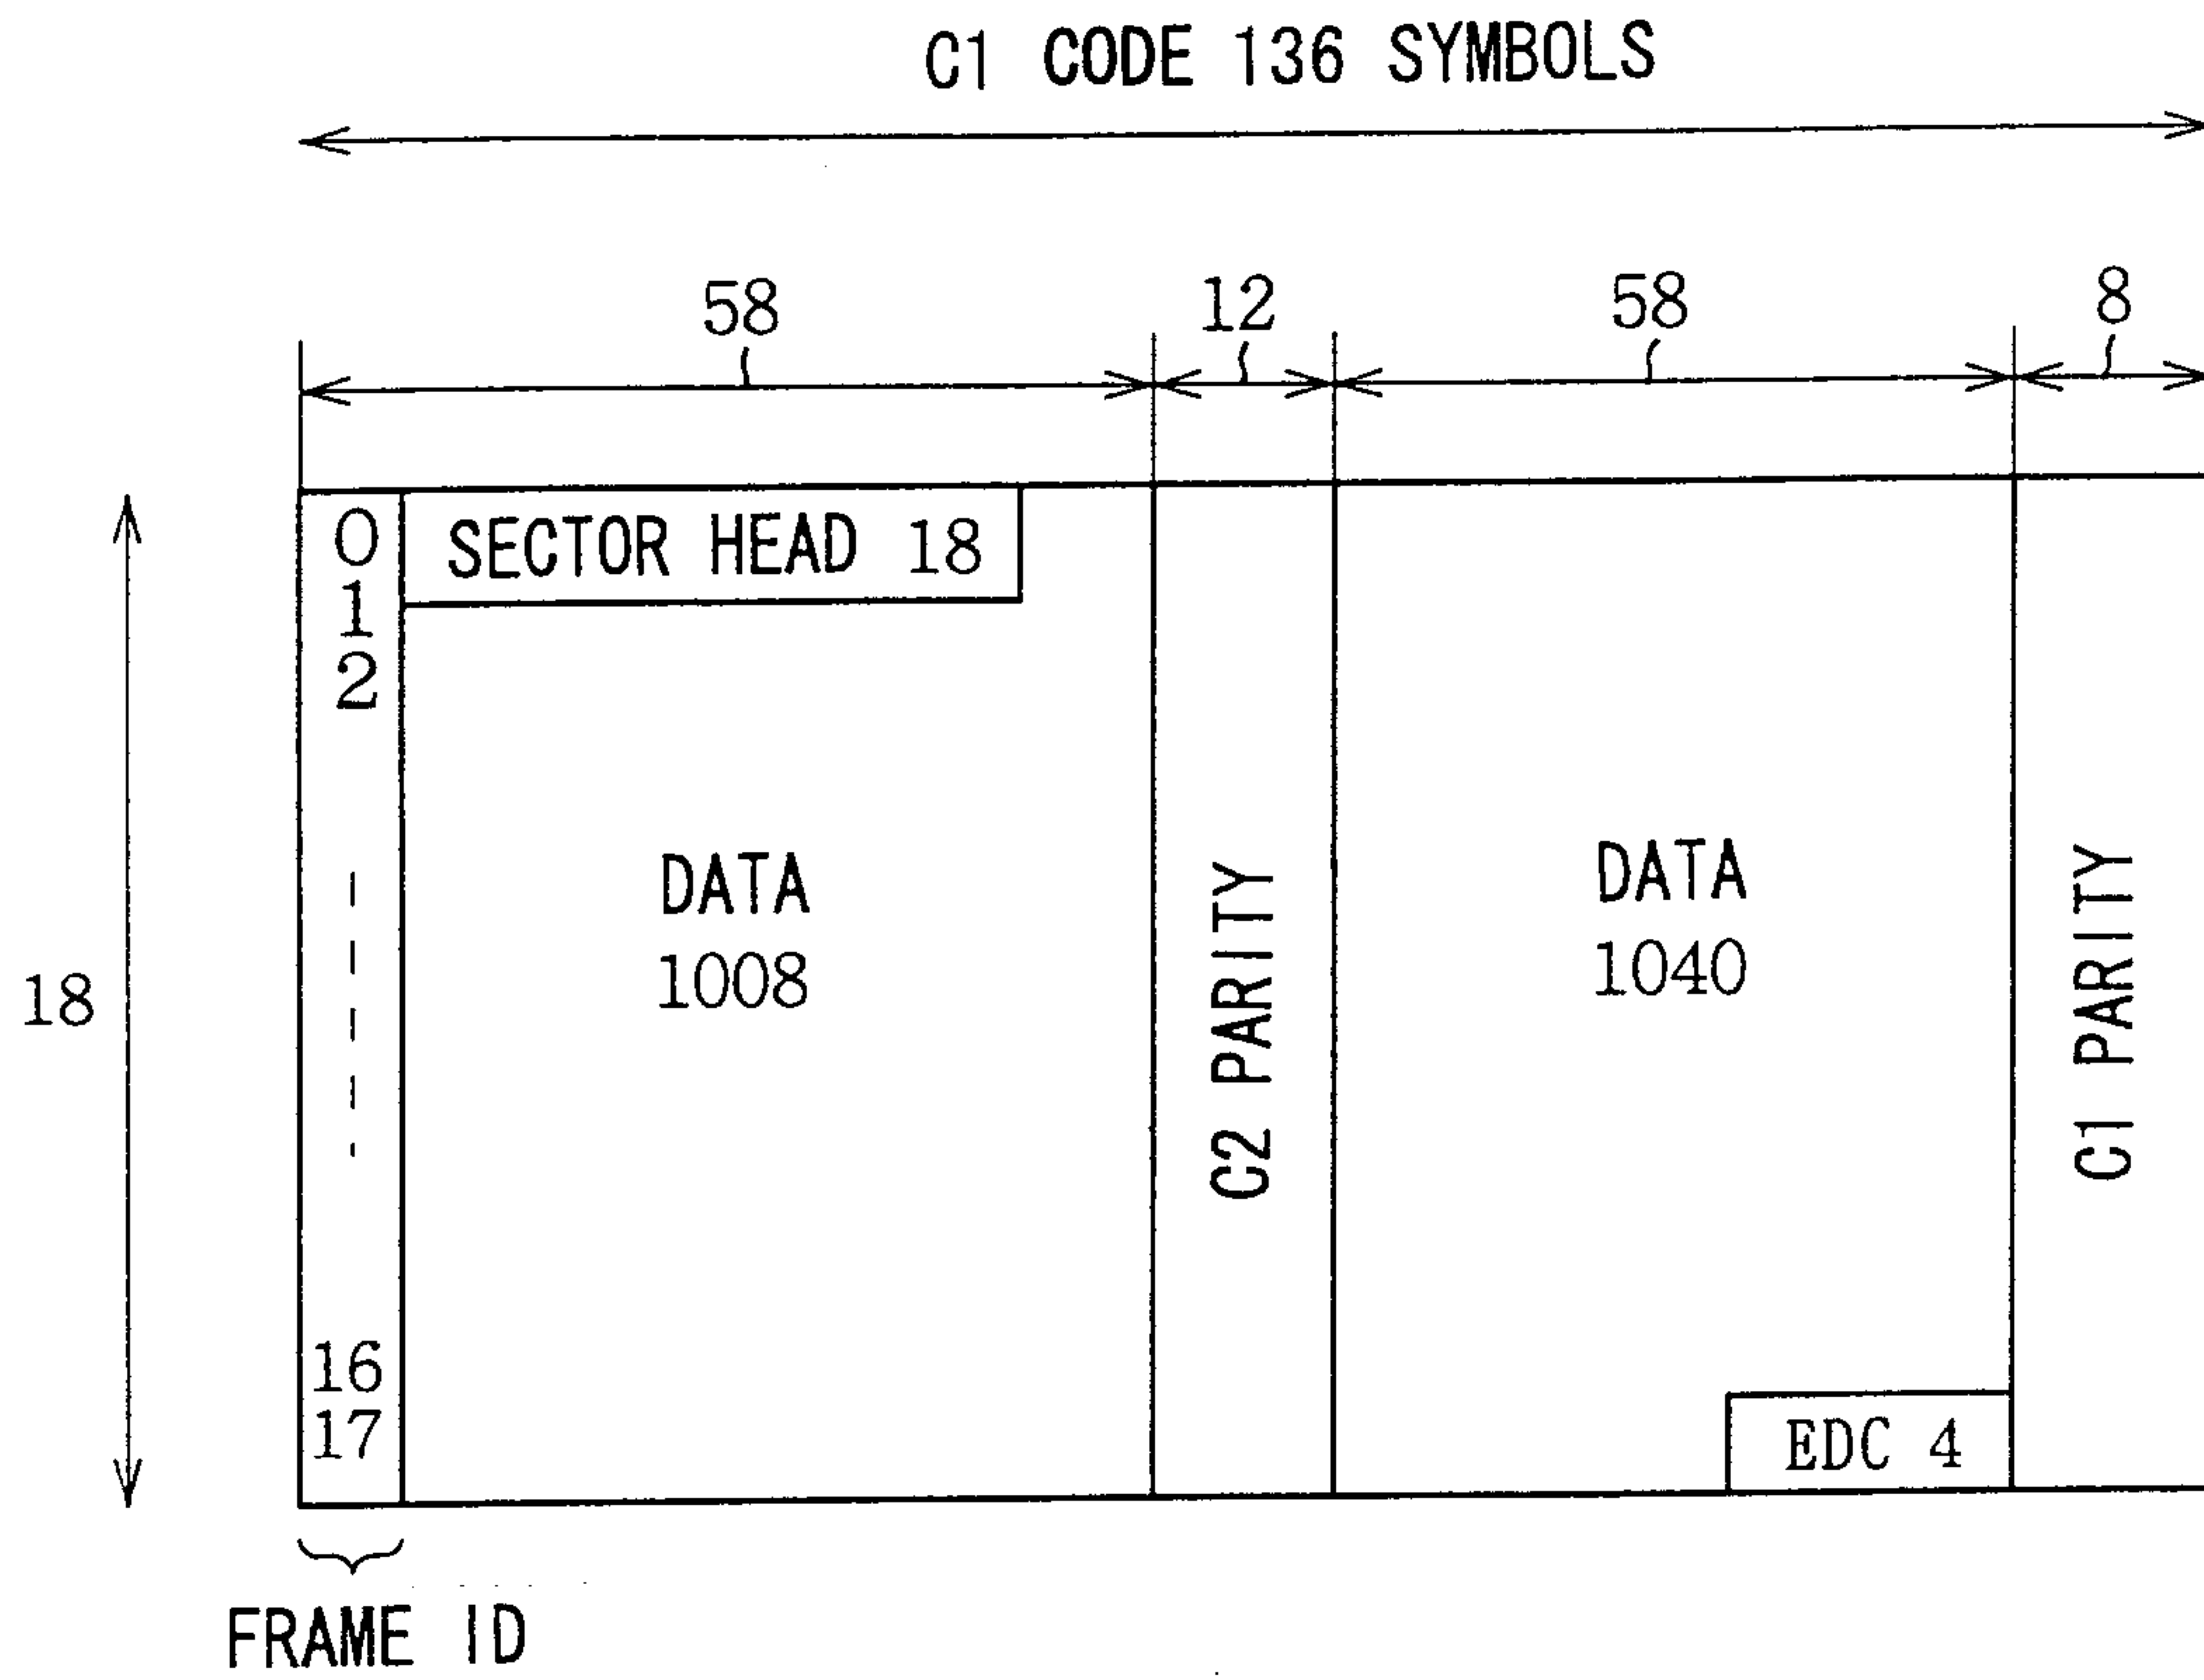 C1 CODE 136 SYMBOLS
58
12
58
8
18
0
1
2
16
17
SECTOR HEAD 18
DATA
1008
C2 PARITY
DATA
1040
EDC 4
C1 PARITY
FRAME ID